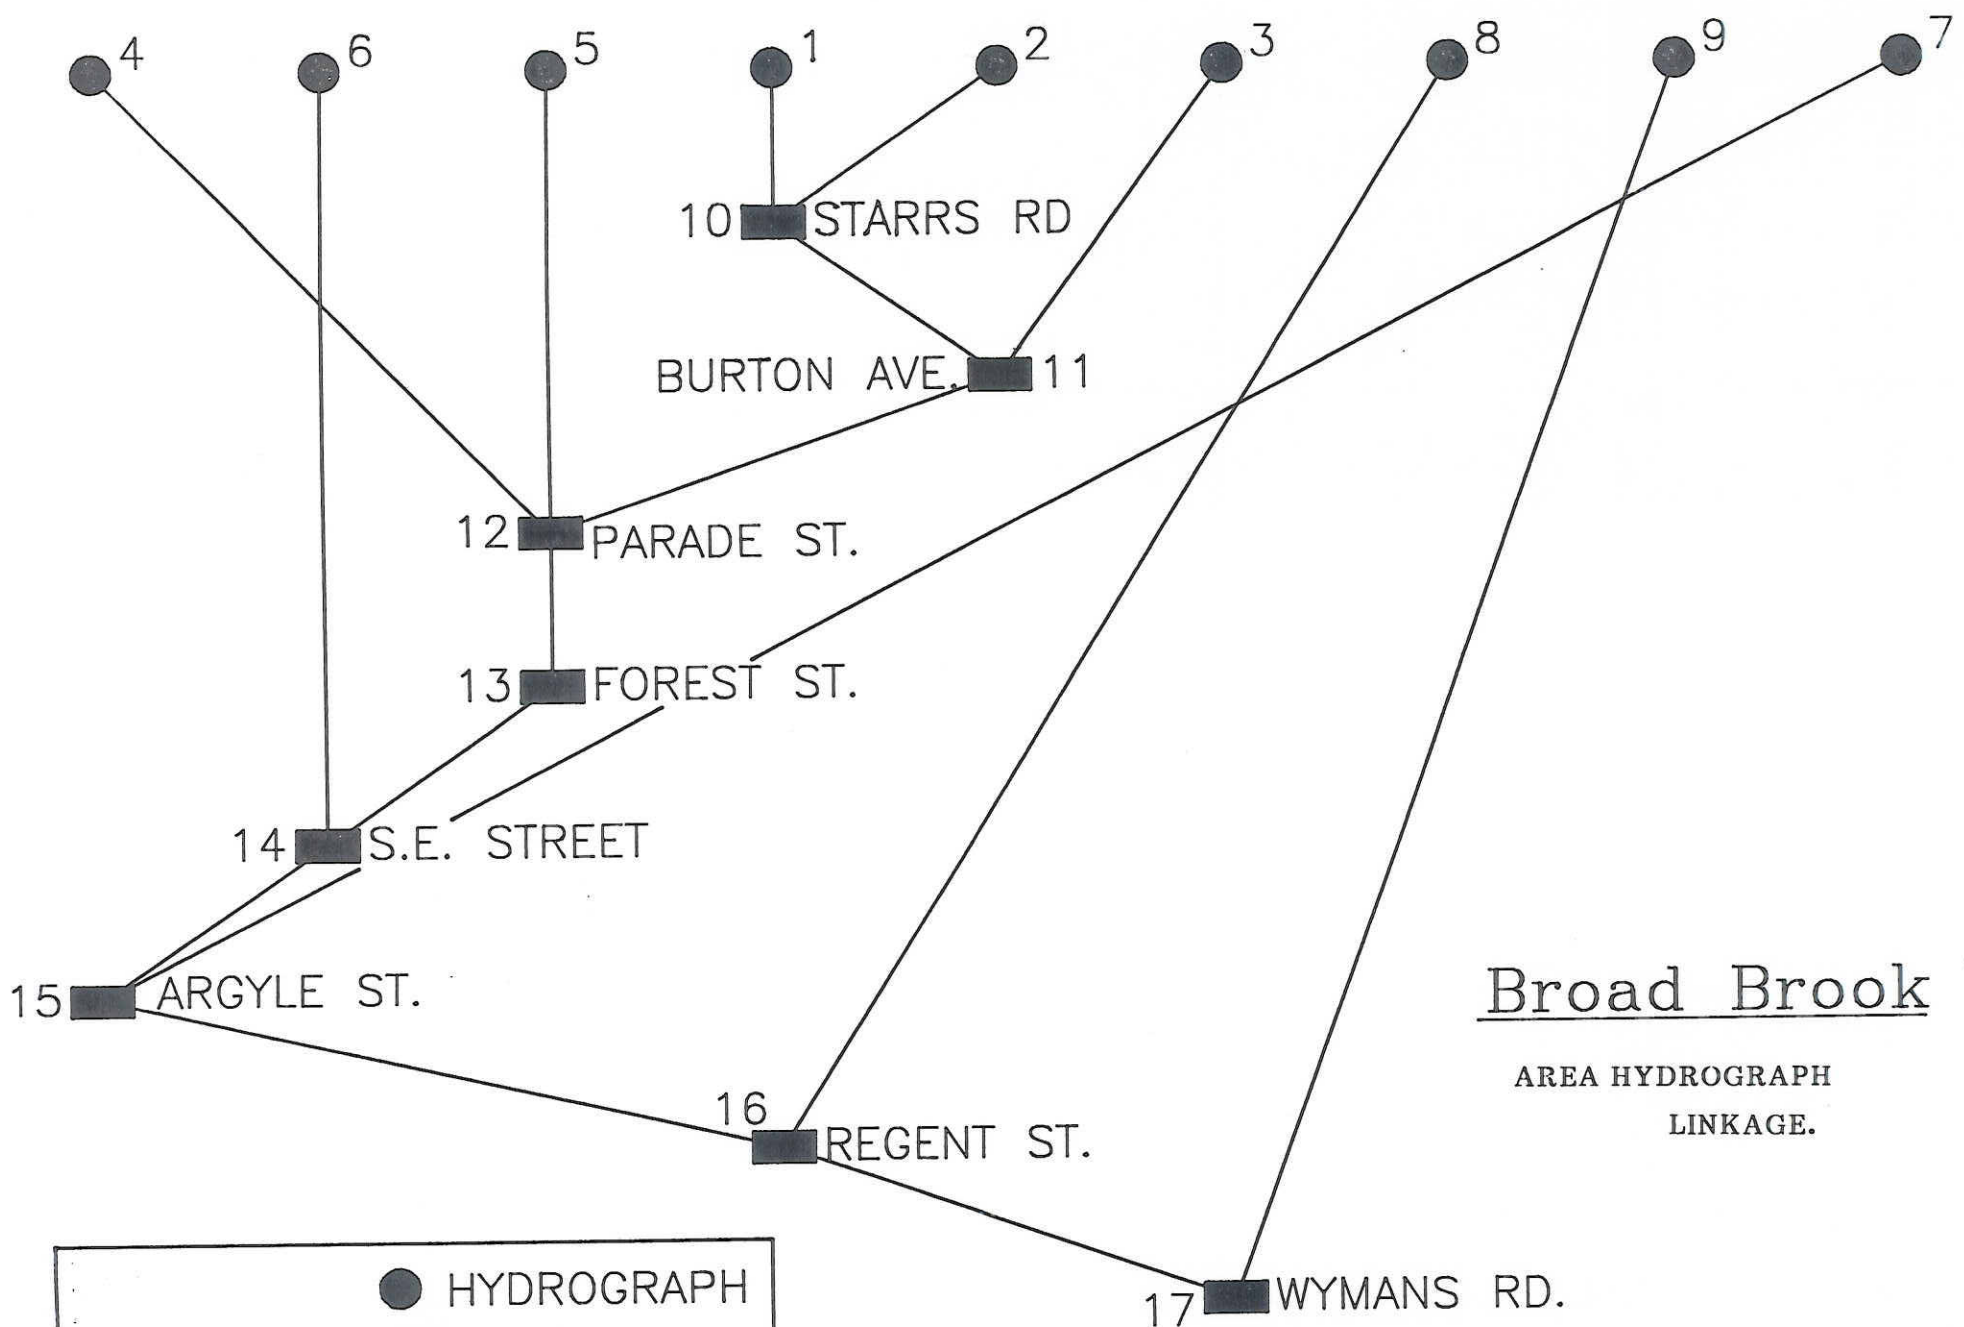 4 6 5 1 2 3 8 9 7
10 STARRS RD
BURTON AVE. 11
12 PARADE ST.
13 FOREST ST.
14 S.E. STREET
15 ARGYLE ST.
Broad Brook
AREA HYDROGRAPH
LINKAGE.
16 REGENT ST.
HYDROGRAPH
17 WYMANS RD.